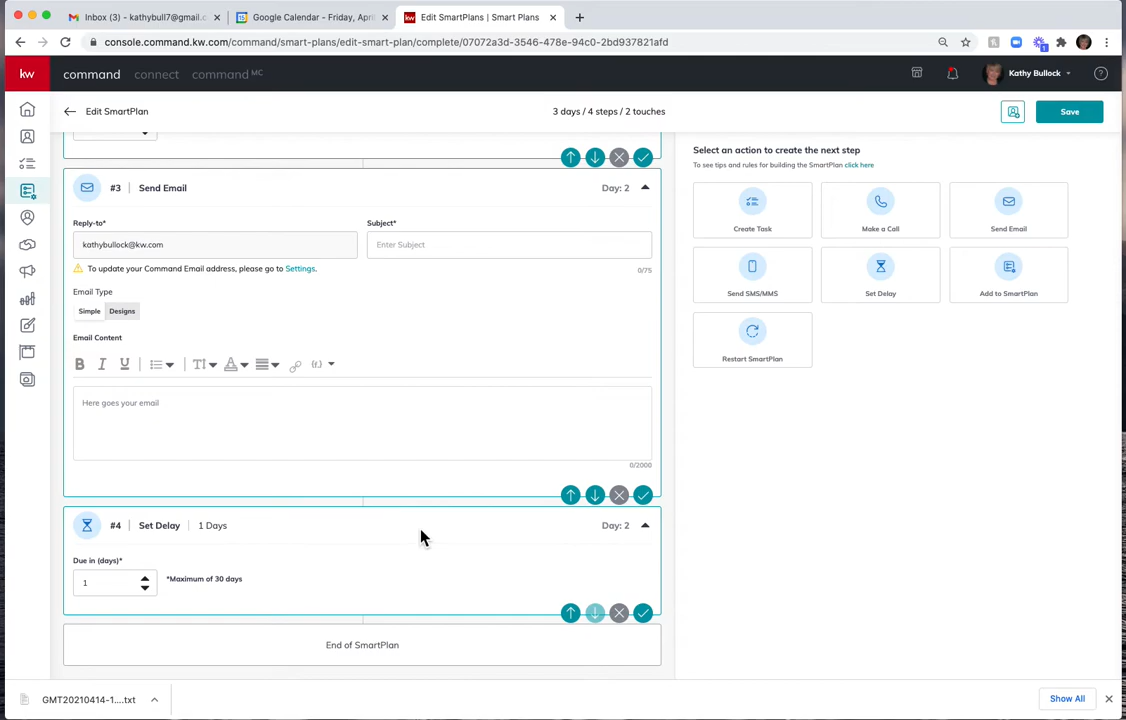 Inbox (3) - kathybull7@gmail.c
Google Calendar - Friday, Apri
Edit SmartPlans | Smart Plans
console.command.kw.com/command/smart-plans/edit-smart-plan/complete/07072a3d-3546-478e-94c0-2bd937821afd
kw
command
connect
command MC
Kathy Bullock
Edit SmartPlan
3 days / 4 steps / 2 touches
Save
Select an action to create the next step
To see tips and rules for building the SmartPlan click here
Create Task
Make a Call
Send Email
Send SMS/MMS
Set Delay
Add to SmartPlan
Restart SmartPlan
#3 | Send Email
Day: 2
Reply-to*
Subject*
kathybullock@kw.com
Enter Subject
To update your Command Email address, please go to Settings.
0/75
Email Type
Simple
Designs
Email Content
B I U
Here goes your email
0/2000
#4 | Set Delay | 1 Days
Day: 2
Due in (days)*
1
*Maximum of 30 days
End of SmartPlan
GMT20210414-1....txt
Show All